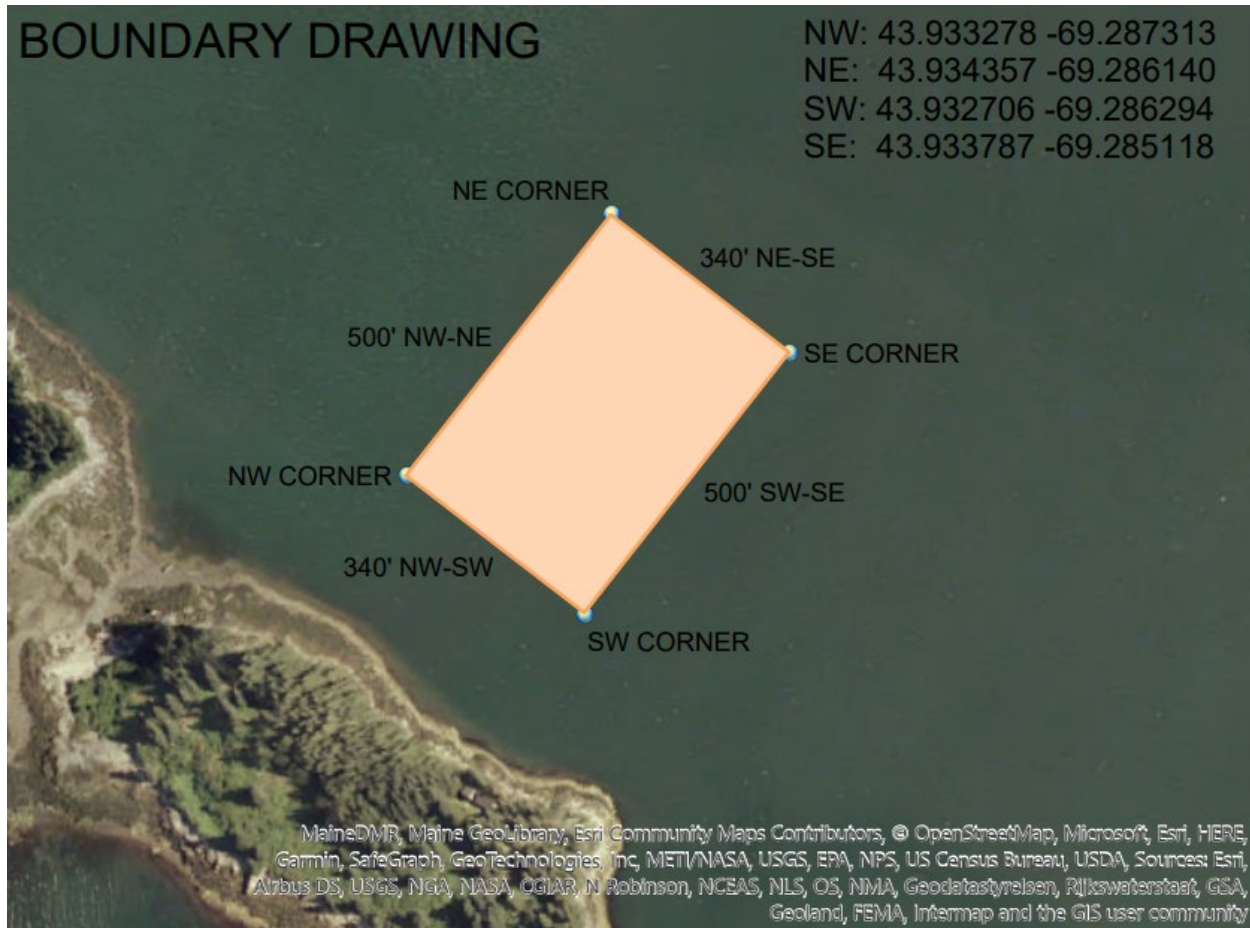 BOUNDARY DRAWING
NW: 43.933278 -69.287313
NE: 43.934357 -69.286140
SW: 43.932706 -69.286294
SE: 43.933787 -69.285118
NE CORNER
340' NE-SE
500' NW-NE
SE CORNER
NW CORNER
500' SW-SE
340' NW-SW
SW CORNER
MaineDMR, Maine GeoLibrary, Esri Community Maps Contributors, © OpenStreetMap, Microsoft, Esri, HERE,
Garmin, SafeGraph, GeoTechnologies, Inc, METI/NASA, USGS, EPA, NPS, US Census Bureau, USDA, Sources: Esri,
Airbus DS, USGS, NGA, NASA, CGIAR, N Robinson, NCEAS, NLS, OS, NMA, Geodatastyrelsen, Rijkswaterstaat, GSA,
Geoland, FEMA, Intermap and the GIS user community